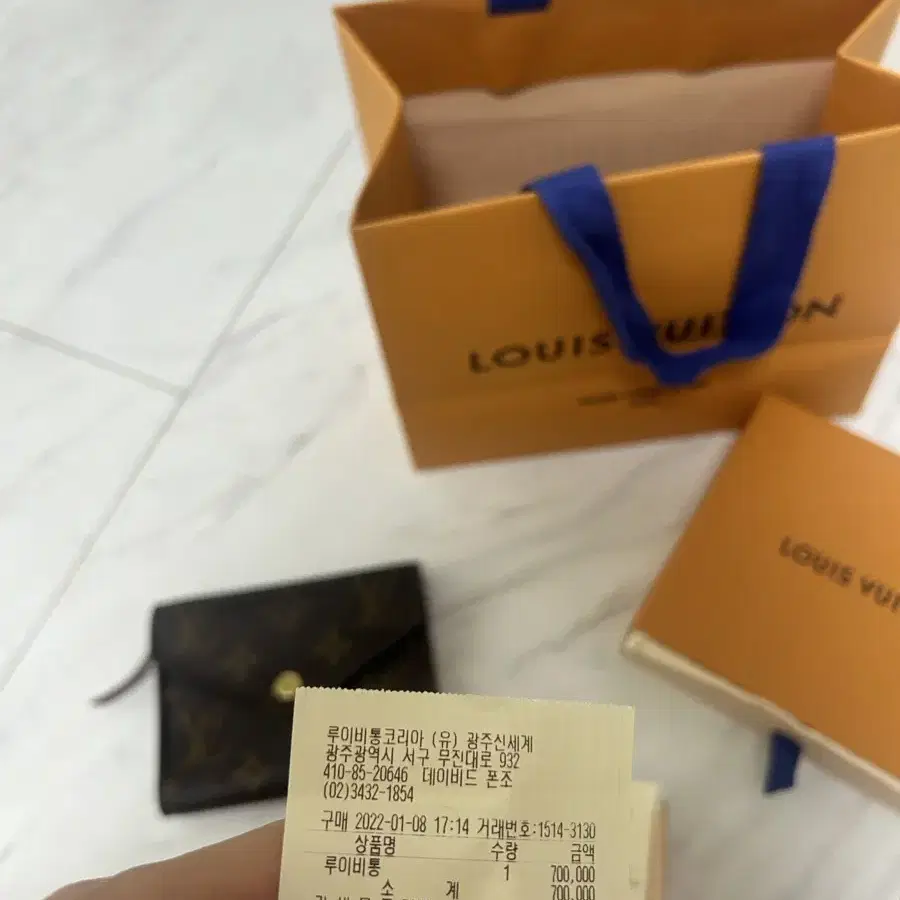 LOUIS VUITTON
LOUIS VUI
루이비통코리아 (유) 광주신세계
광주광역시 서구 무진대로 932
410-85-20646 데이비드 폰조
(02)3432-1854
구매 2022-01-08 17:14 거래번호:1514-3130
상품명 수량 금액
루이비통 1 700,000
소 계 700,000